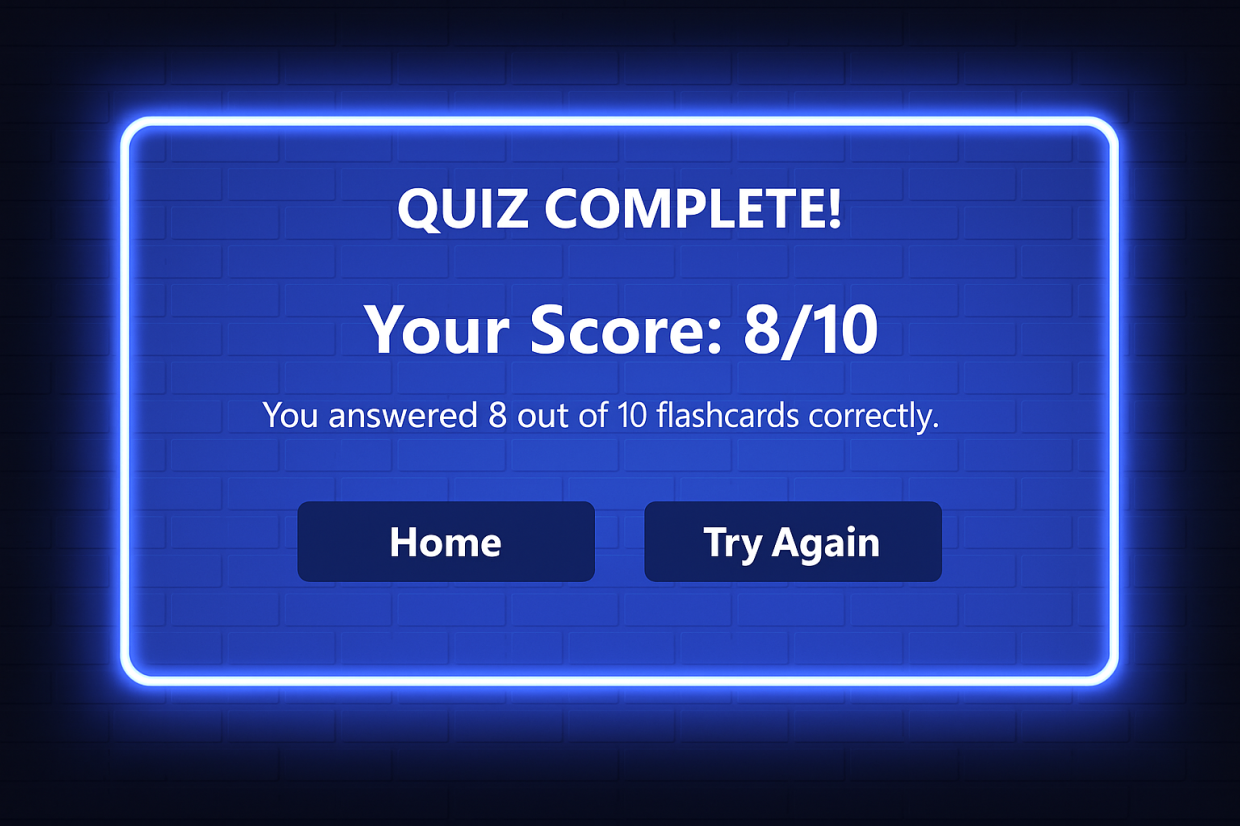 QUIZ COMPLETE!
Your Score: 8/10
You answered 8 out of 10 flashcards correctly.
Home
Try Again